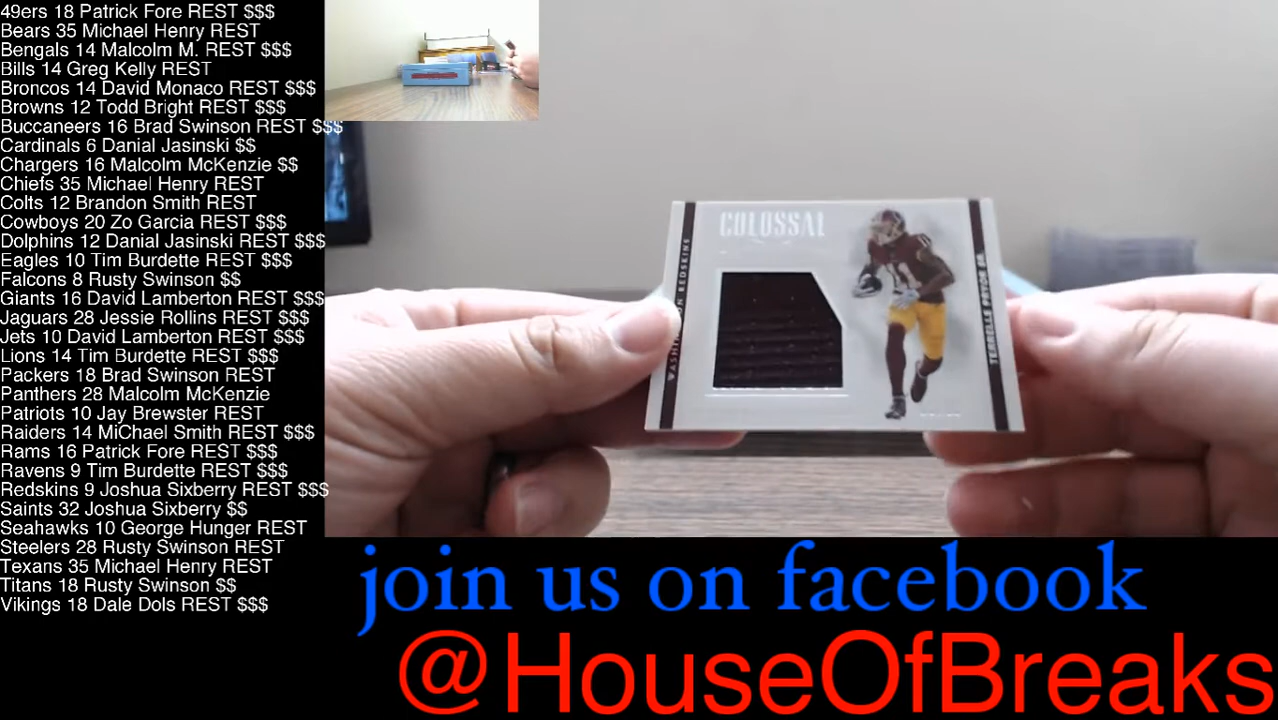 49ers 18 Patrick Fore REST $$$
Bears 35 Michael Henry REST
Bengals 14 Malcolm M. REST $$$
Bills 14 Greg Kelly REST
Broncos 14 David Monaco REST $$$
Browns 12 Todd Bright REST $$$
Buccaneers 16 Brad Swinson REST $$$
Cardinals 6 Danial Jasinski $$
Chargers 16 Malcolm McKenzie $$
Chiefs 35 Michael Henry REST
Colts 12 Brandon Smith REST
Cowboys 20 Zo Garcia REST $$$
Dolphins 12 Danial Jasinski REST $$$
Eagles 10 Tim Burdette REST $$$
Falcons 8 Rusty Swinson $$
Giants 16 David Lamberton REST $$$
Jaguars 28 Jessie Rollins REST $$$
Jets 10 David Lamberton REST $$$
Lions 14 Tim Burdette REST $$$
Packers 18 Brad Swinson REST
Panthers 28 Malcolm McKenzie
Patriots 10 Jay Brewster REST
Raiders 14 MiChael Smith REST $$$
Rams 16 Patrick Fore REST $$$
Ravens 9 Tim Burdette REST $$$
Redskins 9 Joshua Sixberry REST $$$
Saints 32 Joshua Sixberry $$
Seahawks 10 George Hunger REST
Steelers 28 Rusty Swinson REST
Texans 35 Michael Henry REST
Titans 18 Rusty Swinson $$
Vikings 18 Dale Dols REST $$$
COLOSSAL
REDSKINS
TERRELLE PRYOR SR.
11
join us on facebook
@HouseOfBreaks